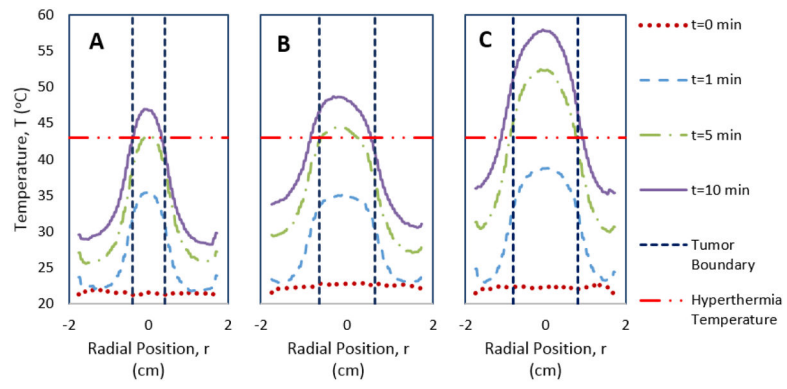 60
55
50
45
40
35
30
25
20
Temperature, T (°C)
A
B
C
-2 0 2
-2 0 2
-2 0 2
Radial Position, r
(cm)
Radial Position, r
(cm)
Radial Position, r
(cm)
t=0 min
t=1 min
t=5 min
t=10 min
Tumor
Boundary
Hyperthermia
Temperature